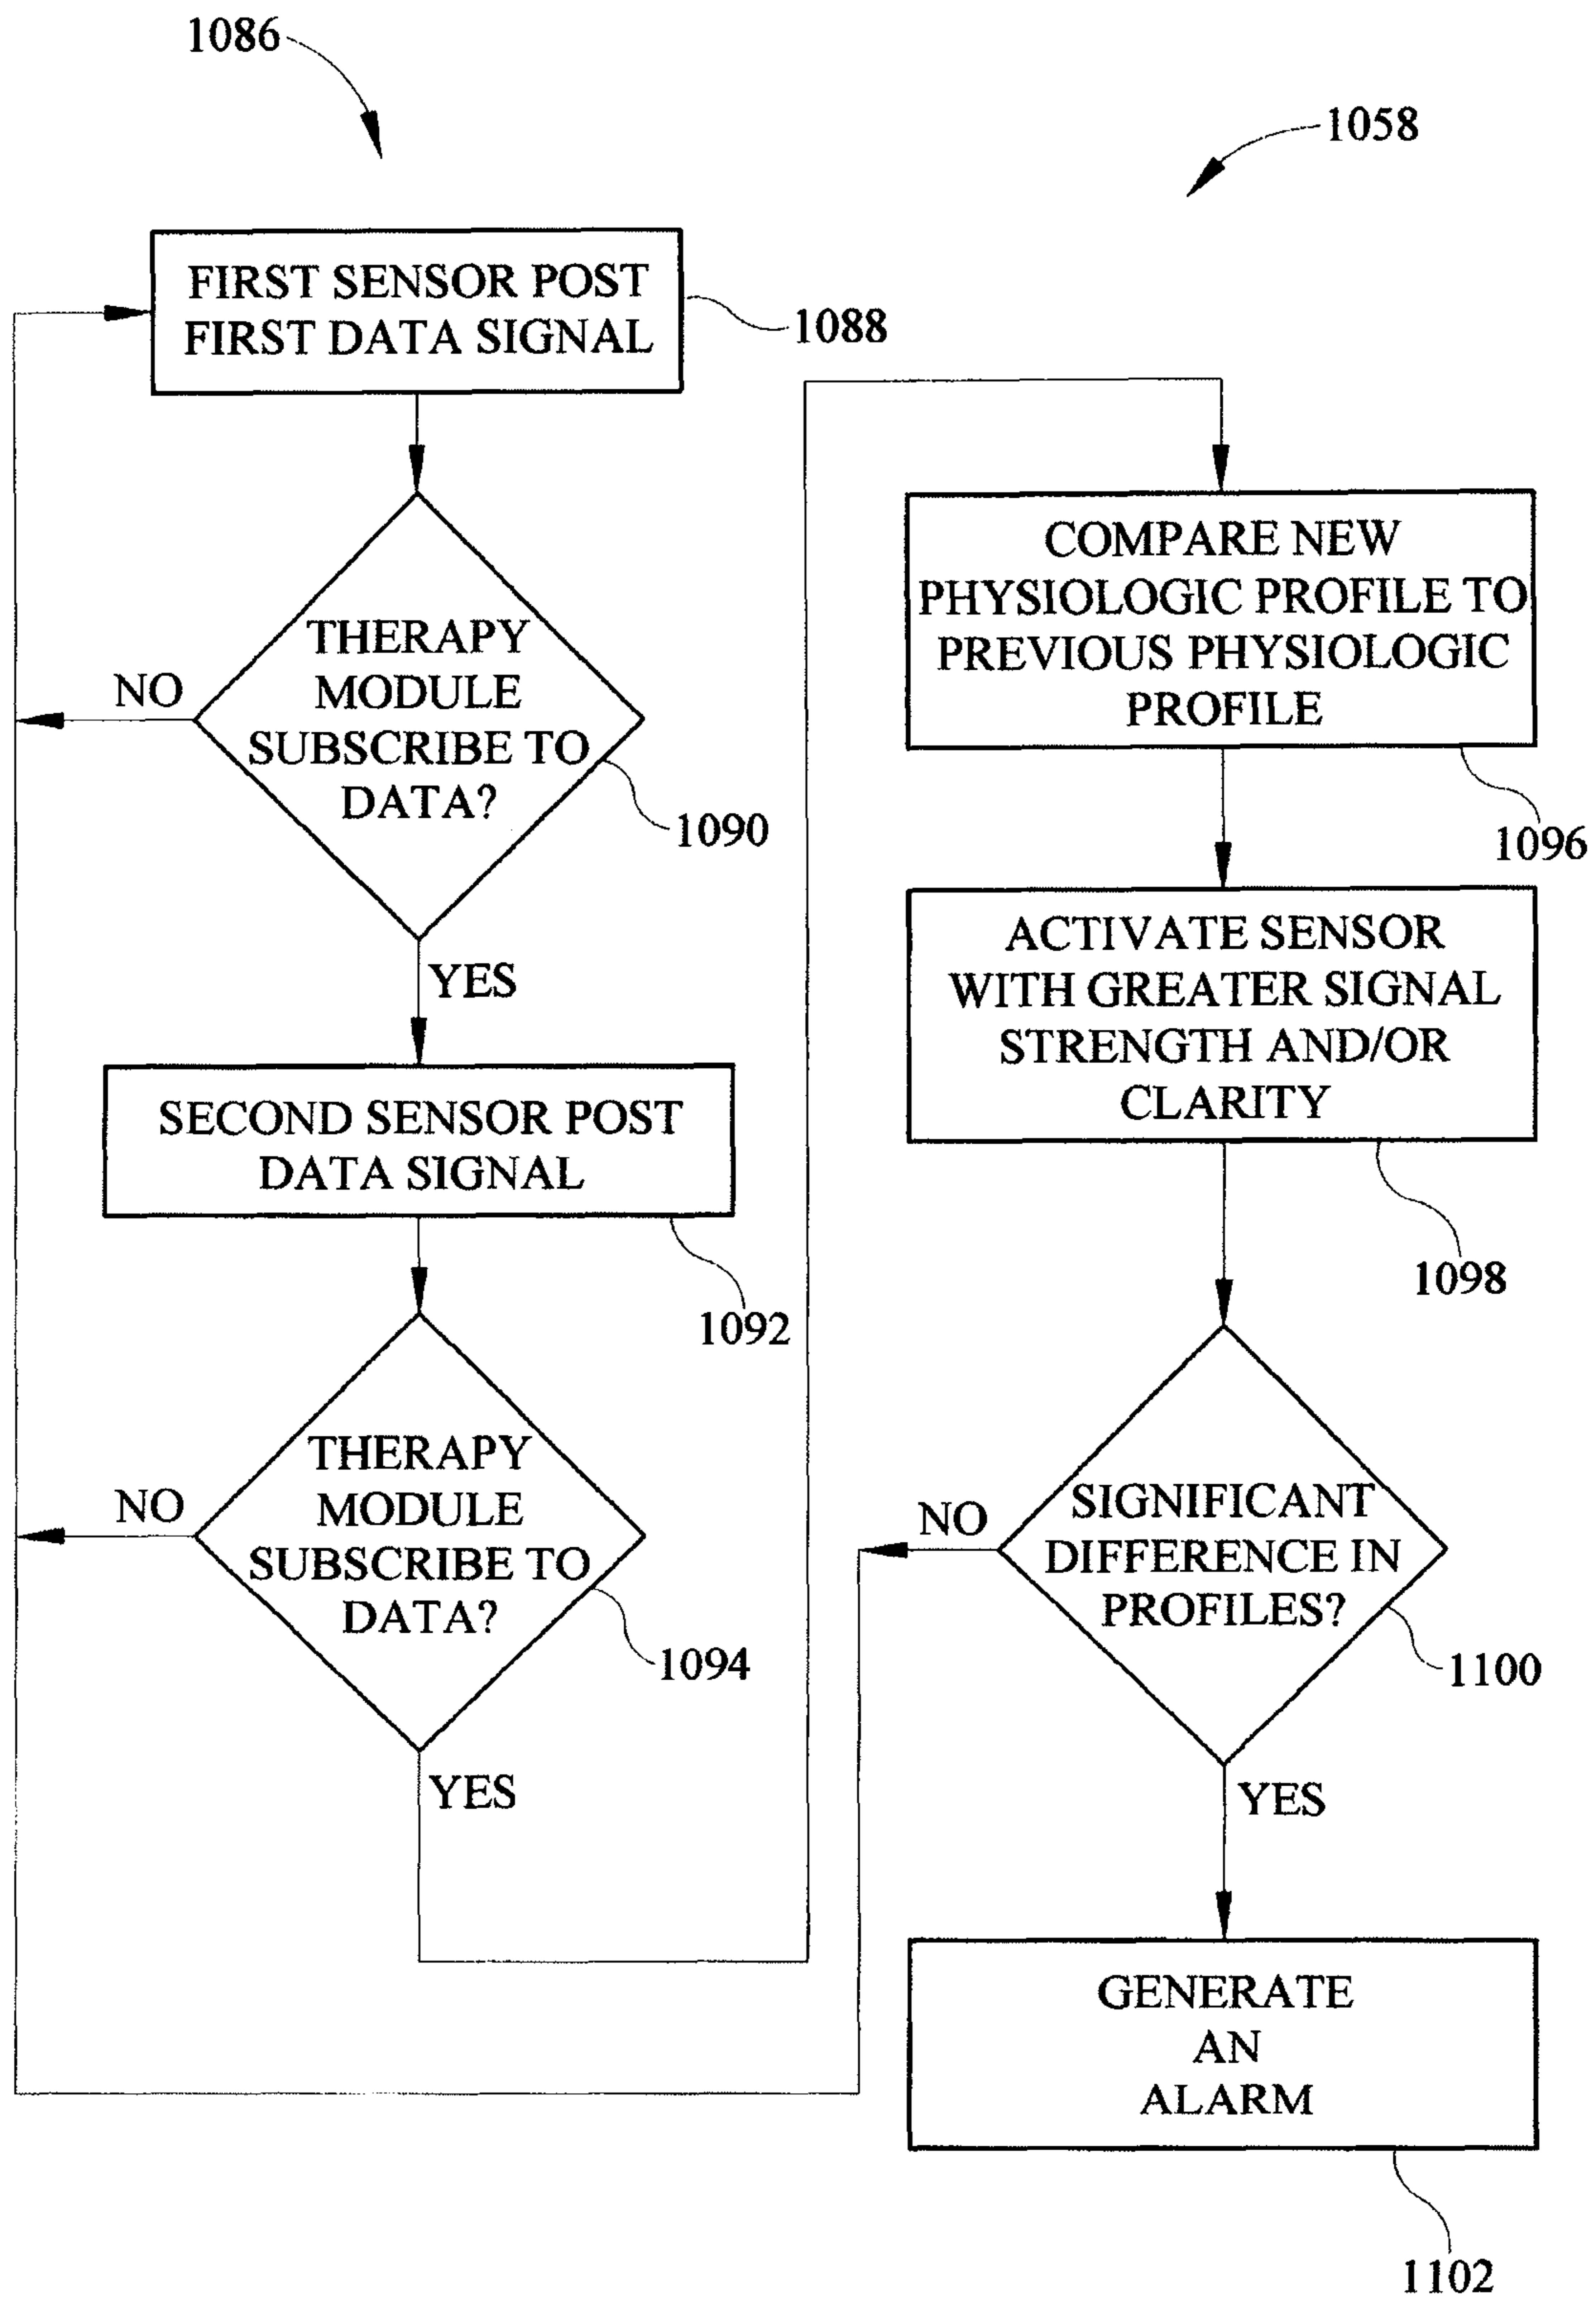 1086
1058
FIRST SENSOR POST
FIRST DATA SIGNAL
1088
THERAPY
MODULE
SUBSCRIBE TO
DATA?
NO
1090
YES
SECOND SENSOR POST
DATA SIGNAL
1092
THERAPY
MODULE
SUBSCRIBE TO
DATA?
NO
1094
YES
COMPARE NEW
PHYSIOLOGIC PROFILE TO
PREVIOUS PHYSIOLOGIC
PROFILE
1096
ACTIVATE SENSOR
WITH GREATER SIGNAL
STRENGTH AND/OR
CLARITY
1098
SIGNIFICANT
DIFFERENCE IN
PROFILES?
NO
1100
YES
GENERATE
AN
ALARM
1102